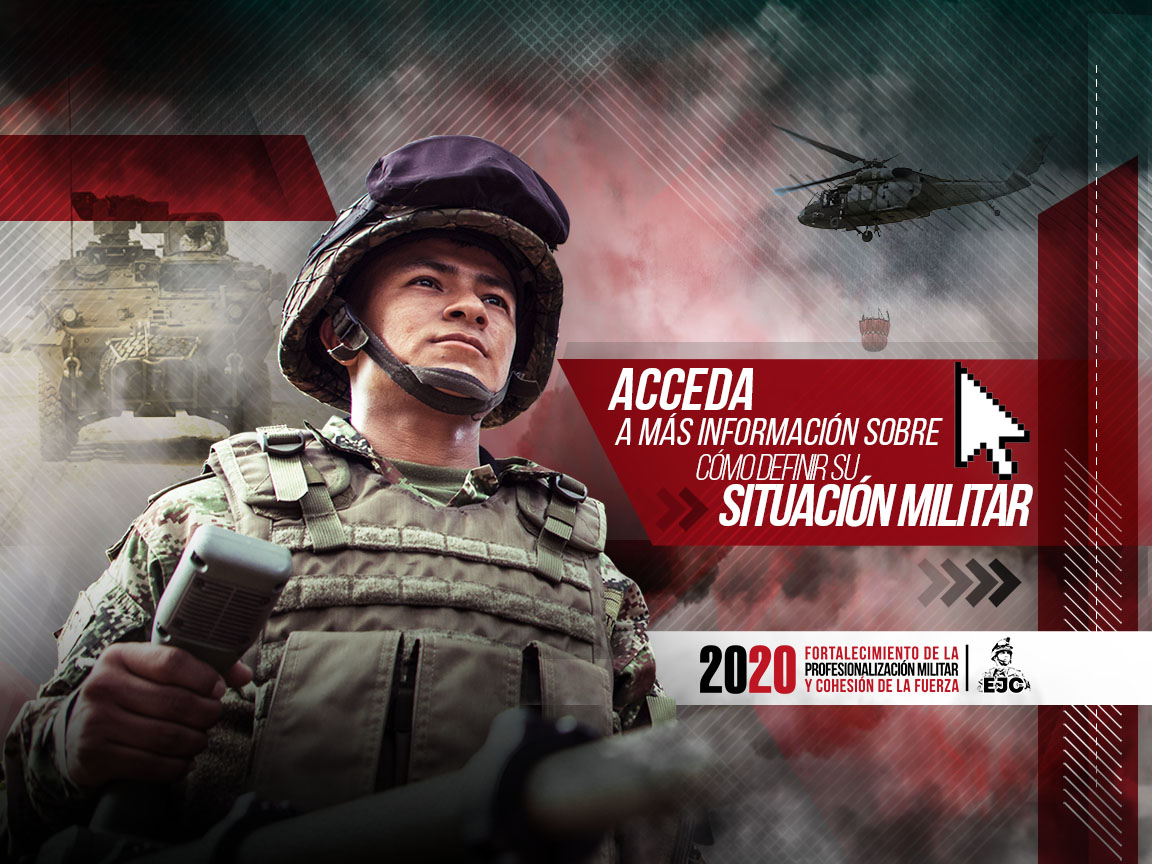 ACCEDA
A MÁS INFORMACIÓN SOBRE
CÓMO DEFINIR SU
SITUACIÓN MILITAR
2020
FORTALECIMIENTO DE LA
PROFESIONALIZACIÓN MILITAR
Y COHESIÓN DE LA FUERZA
EJC